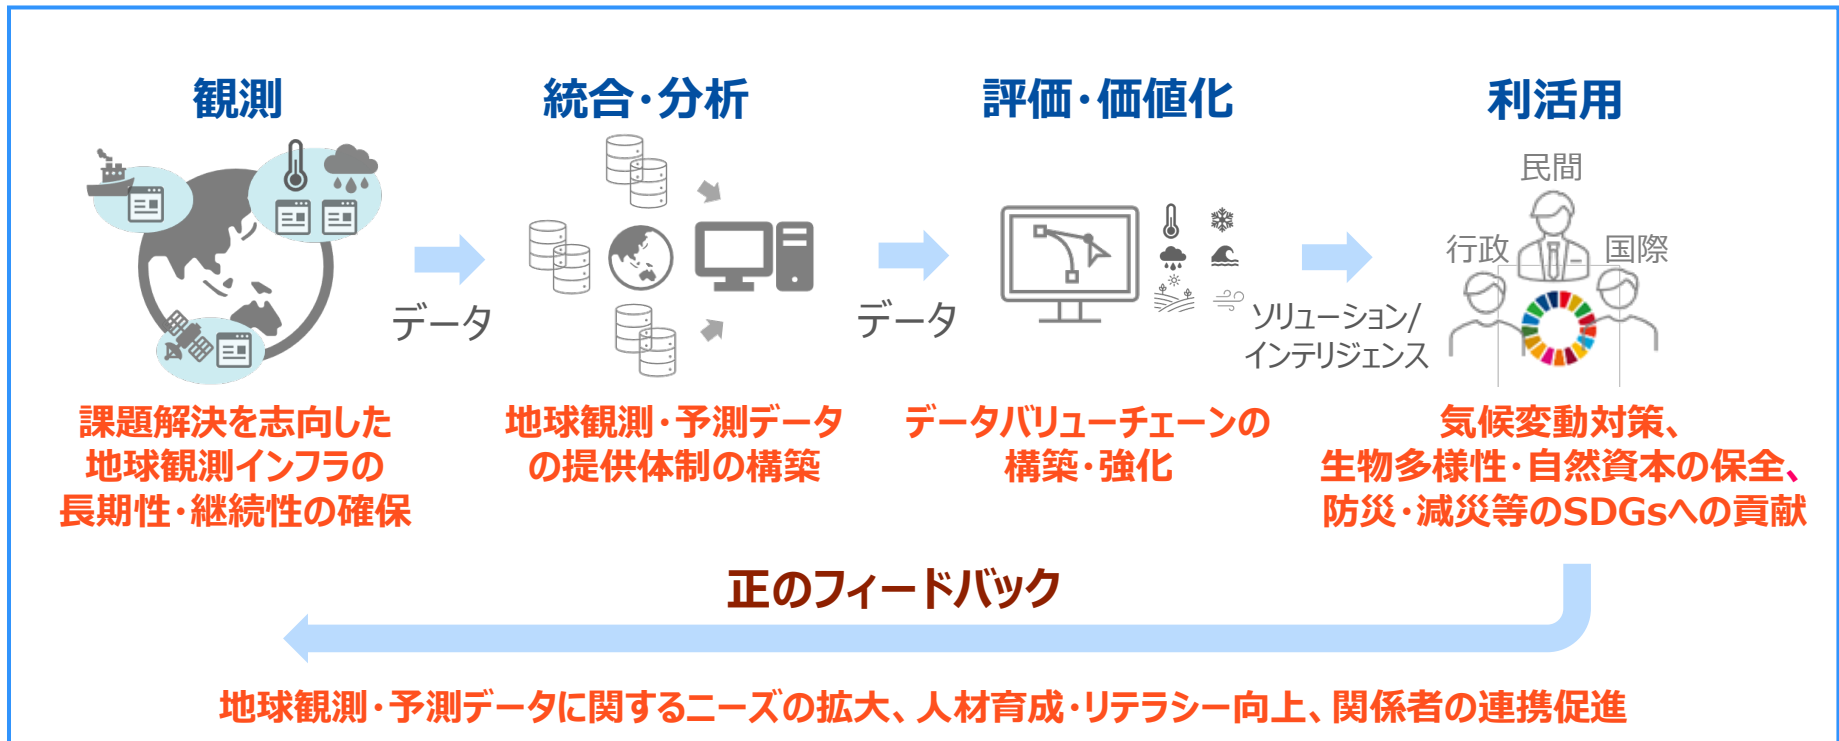 観測
統合・分析
評価・価値化
利活用
民間
行政
国際
データ
データ
ソリューション/
インテリジェンス
課題解決を志向した
地球観測インフラの
長期性・継続性の確保
地球観測・予測データ
の提供体制の構築
データバリューチェーンの
構築・強化
気候変動対策、
生物多様性・自然資本の保全、
防災・減災等のSDGsへの貢献
正のフィードバック
地球観測・予測データに関するニーズの拡大、人材育成・リテラシー向上、関係者の連携促進